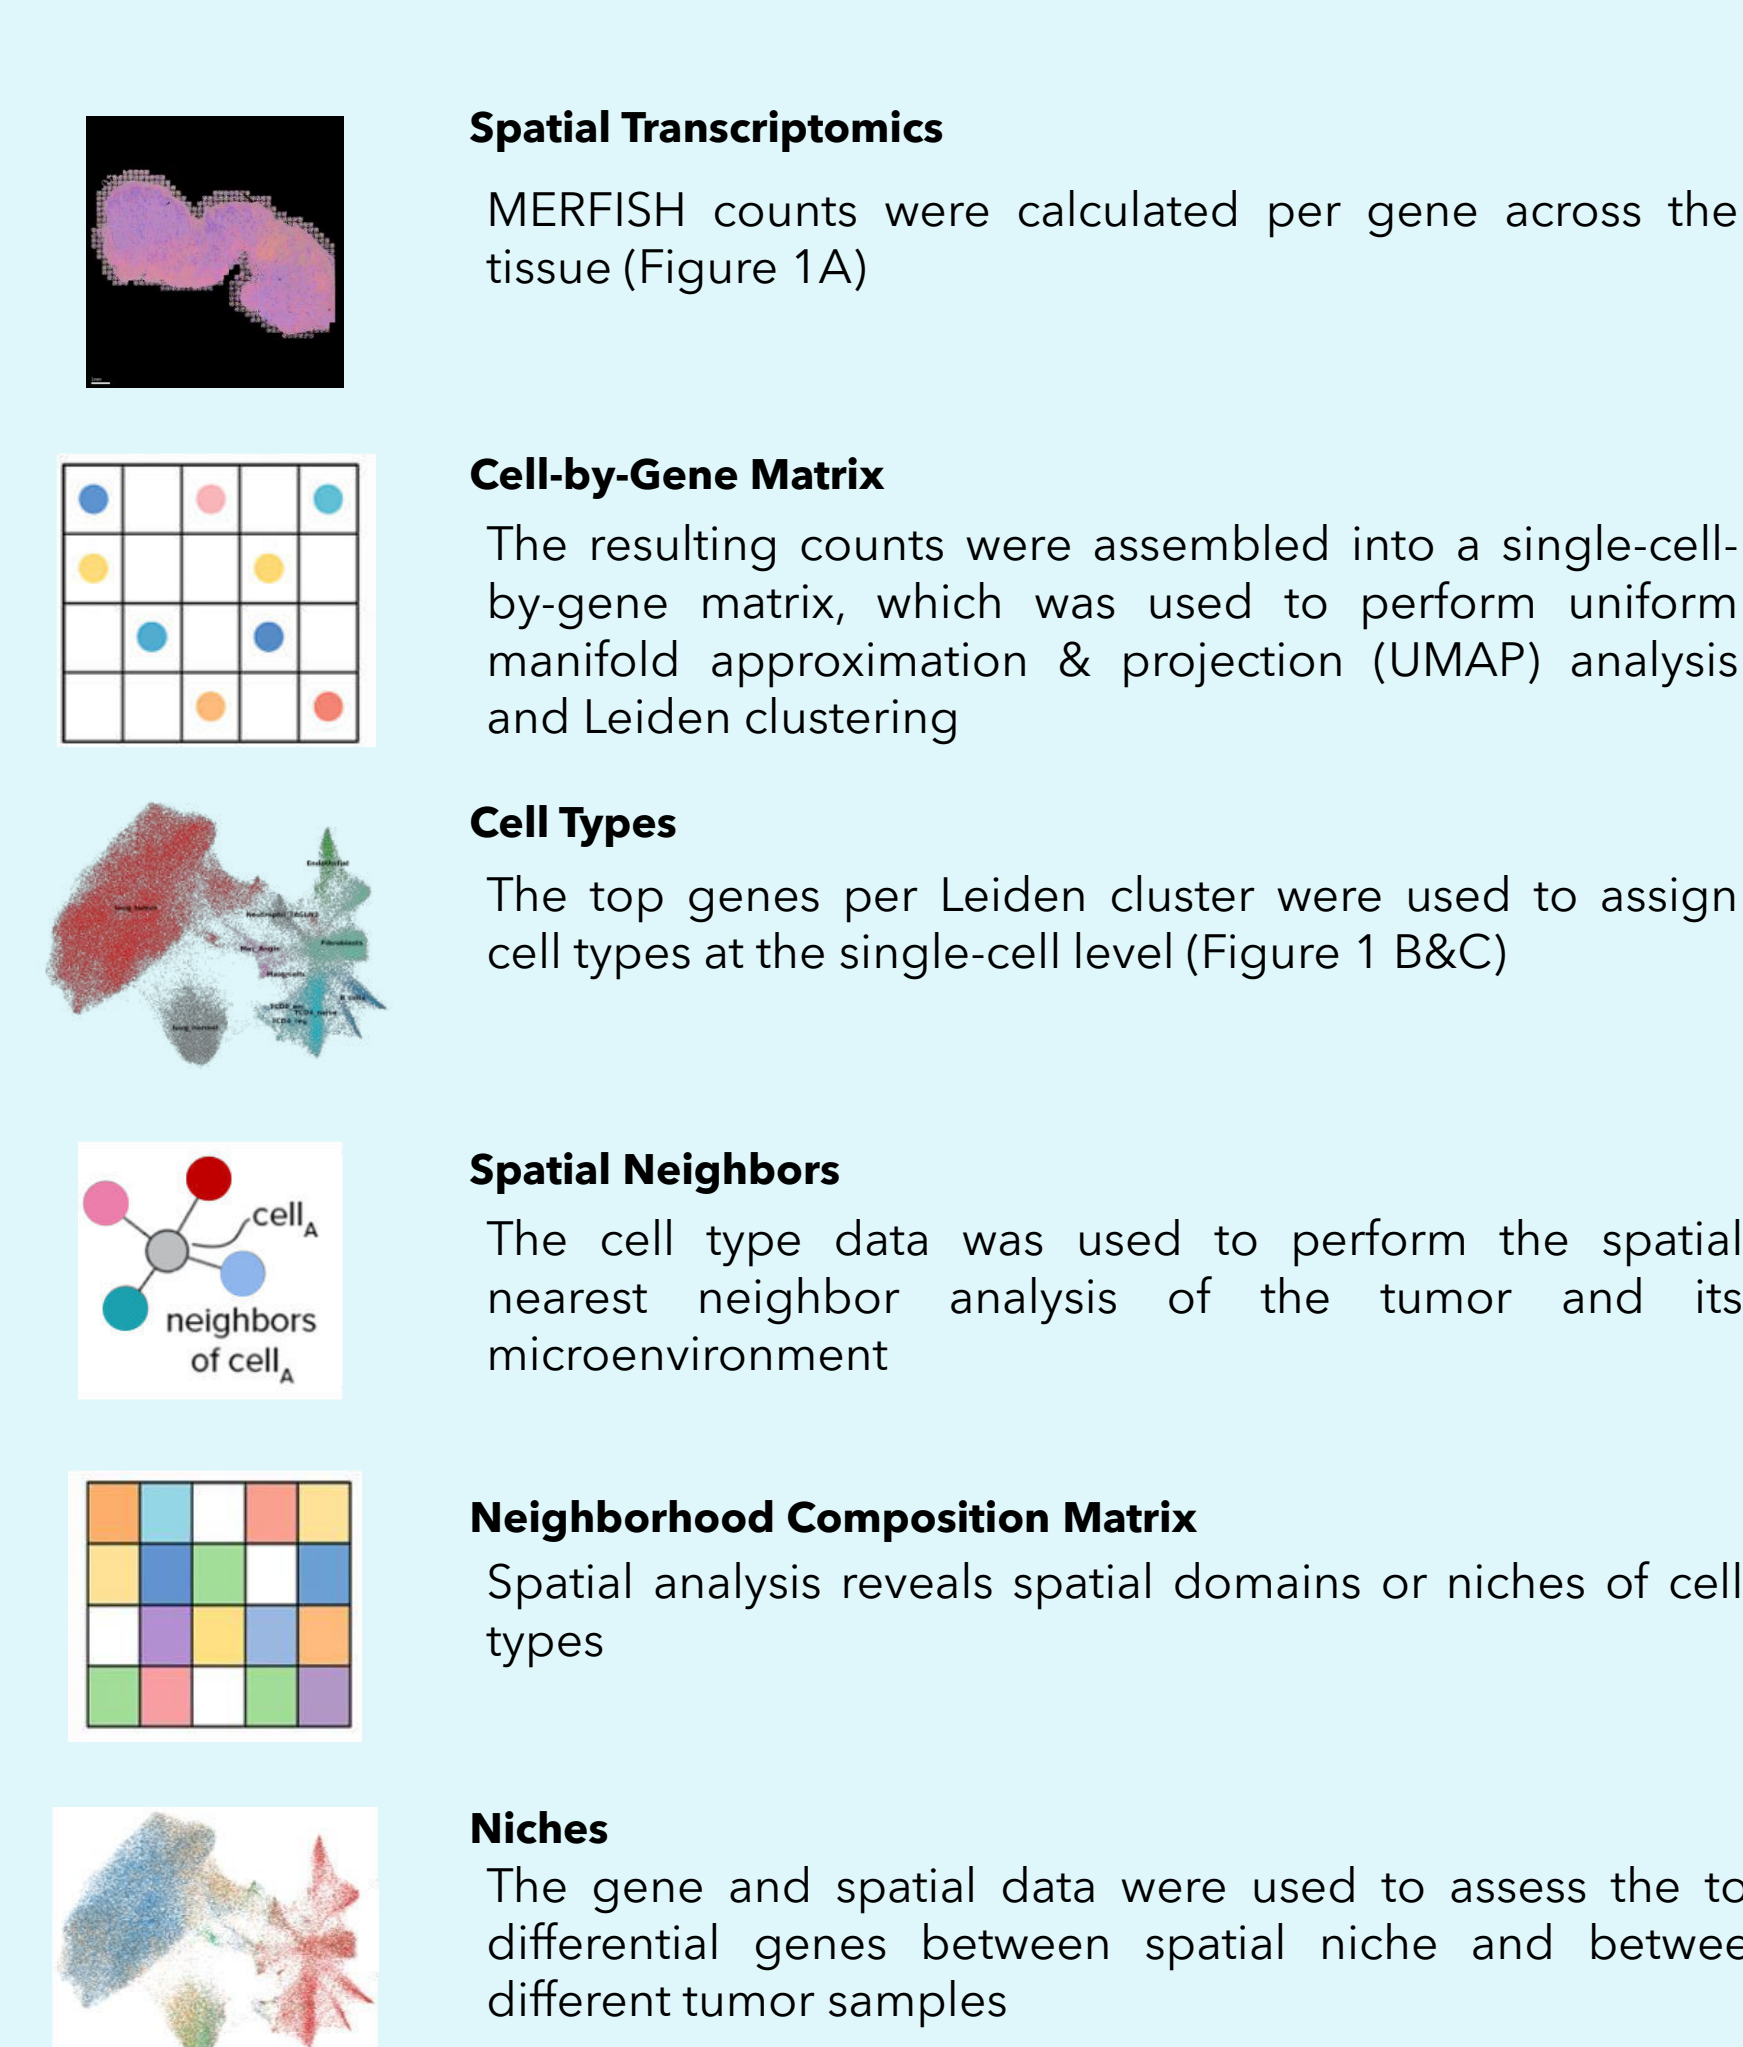 Spatial Transcriptomics
MERFISH counts were calculated per gene across the
tissue (Figure 1A)
Cell-by-Gene Matrix
The resulting counts were assembled into a single-cell-
by-gene matrix, which was used to perform uniform
manifold approximation & projection (UMAP) analysis
and Leiden clustering
Cell Types
The top genes per Leiden cluster were used to assign
cell types at the single-cell level (Figure 1 B&C)
Endothelial
Fibroblasts
B cells
Spatial Neighbors
cellA
neighbors
of cellA
The cell type data was used to perform the spatial
nearest neighbor analysis of the tumor and its
microenvironment
Neighborhood Composition Matrix
Spatial analysis reveals spatial domains or niches of cell
types
Niches
The gene and spatial data were used to assess the to
differential genes between spatial niche and betwee
different tumor samples